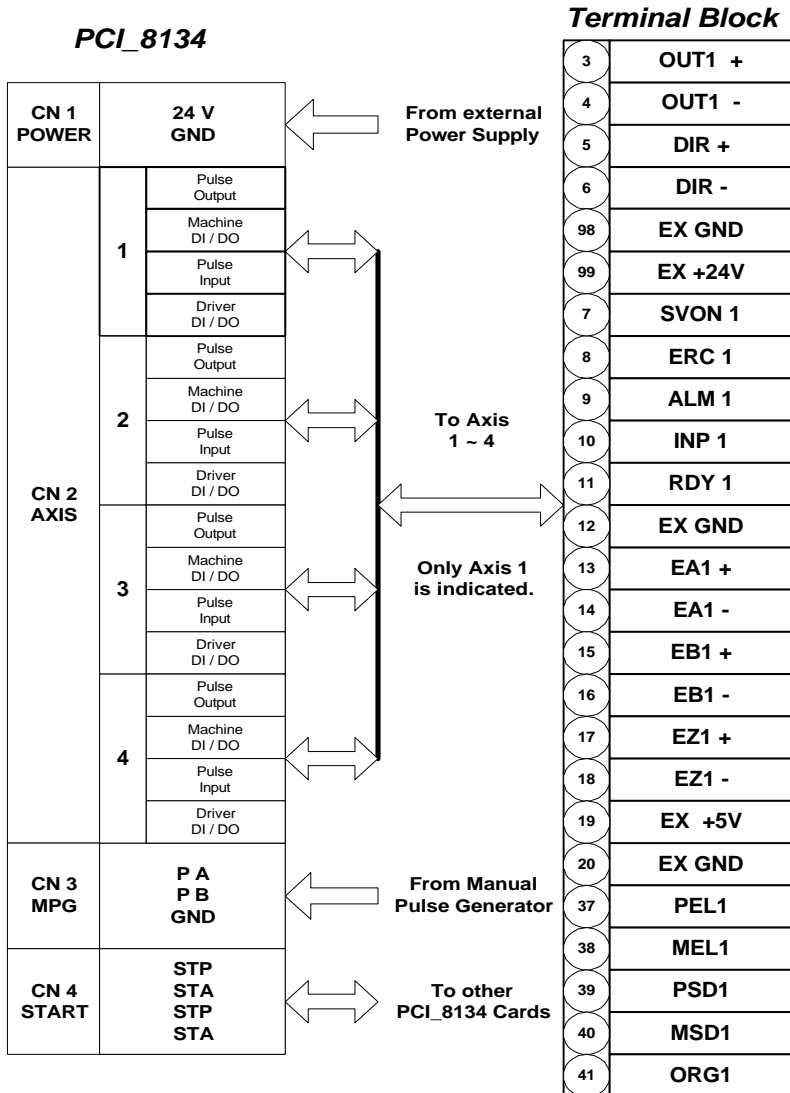 PCI_8134
CN 1
POWER
24 V
GND
From external
Power Supply
CN 2
AXIS
1
Pulse
Output
Machine
DI / DO
Pulse
Input
Driver
DI / DO
2
Pulse
Output
Machine
DI / DO
Pulse
Input
Driver
DI / DO
3
Pulse
Output
Machine
DI / DO
Pulse
Input
Driver
DI / DO
4
Pulse
Output
Machine
DI / DO
Pulse
Input
Driver
DI / DO
To Axis
1 ~ 4
Only Axis 1
is indicated.
CN 3
MPG
P A
P B
GND
From Manual
Pulse Generator
CN 4
START
STP
STA
STP
STA
To other
PCI_8134 Cards
Terminal Block
3 OUT1 +
4 OUT1 -
5 DIR +
6 DIR -
98 EX GND
99 EX +24V
7 SVON 1
8 ERC 1
9 ALM 1
10 INP 1
11 RDY 1
12 EX GND
13 EA1 +
14 EA1 -
15 EB1 +
16 EB1 -
17 EZ1 +
18 EZ1 -
19 EX +5V
20 EX GND
37 PEL1
38 MEL1
39 PSD1
40 MSD1
41 ORG1